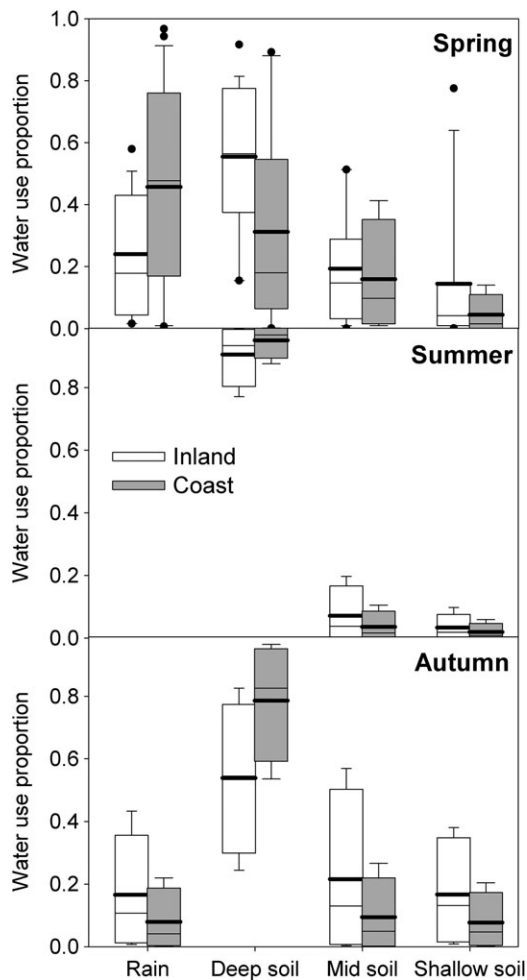 1.0
Spring
0.8
0.6
0.4
0.2
0.0
Water use proportion
Summer
0.8
0.6
Inland
Coast
0.4
0.2
0.0
Water use proportion
Autumn
0.8
0.6
0.4
0.2
0.0
Water use proportion
Rain Deep soil Mid soil Shallow soil